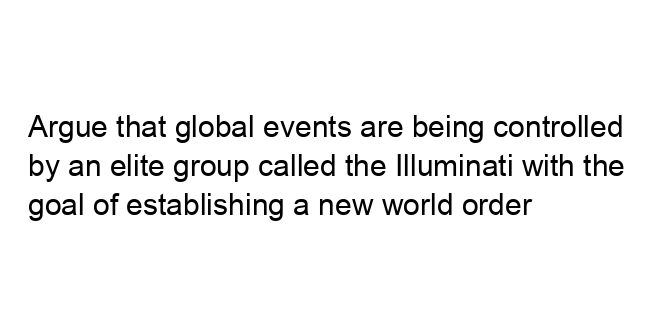 Argue that global events are being controlled
by an elite group called the Illuminati with the
goal of establishing a new world order